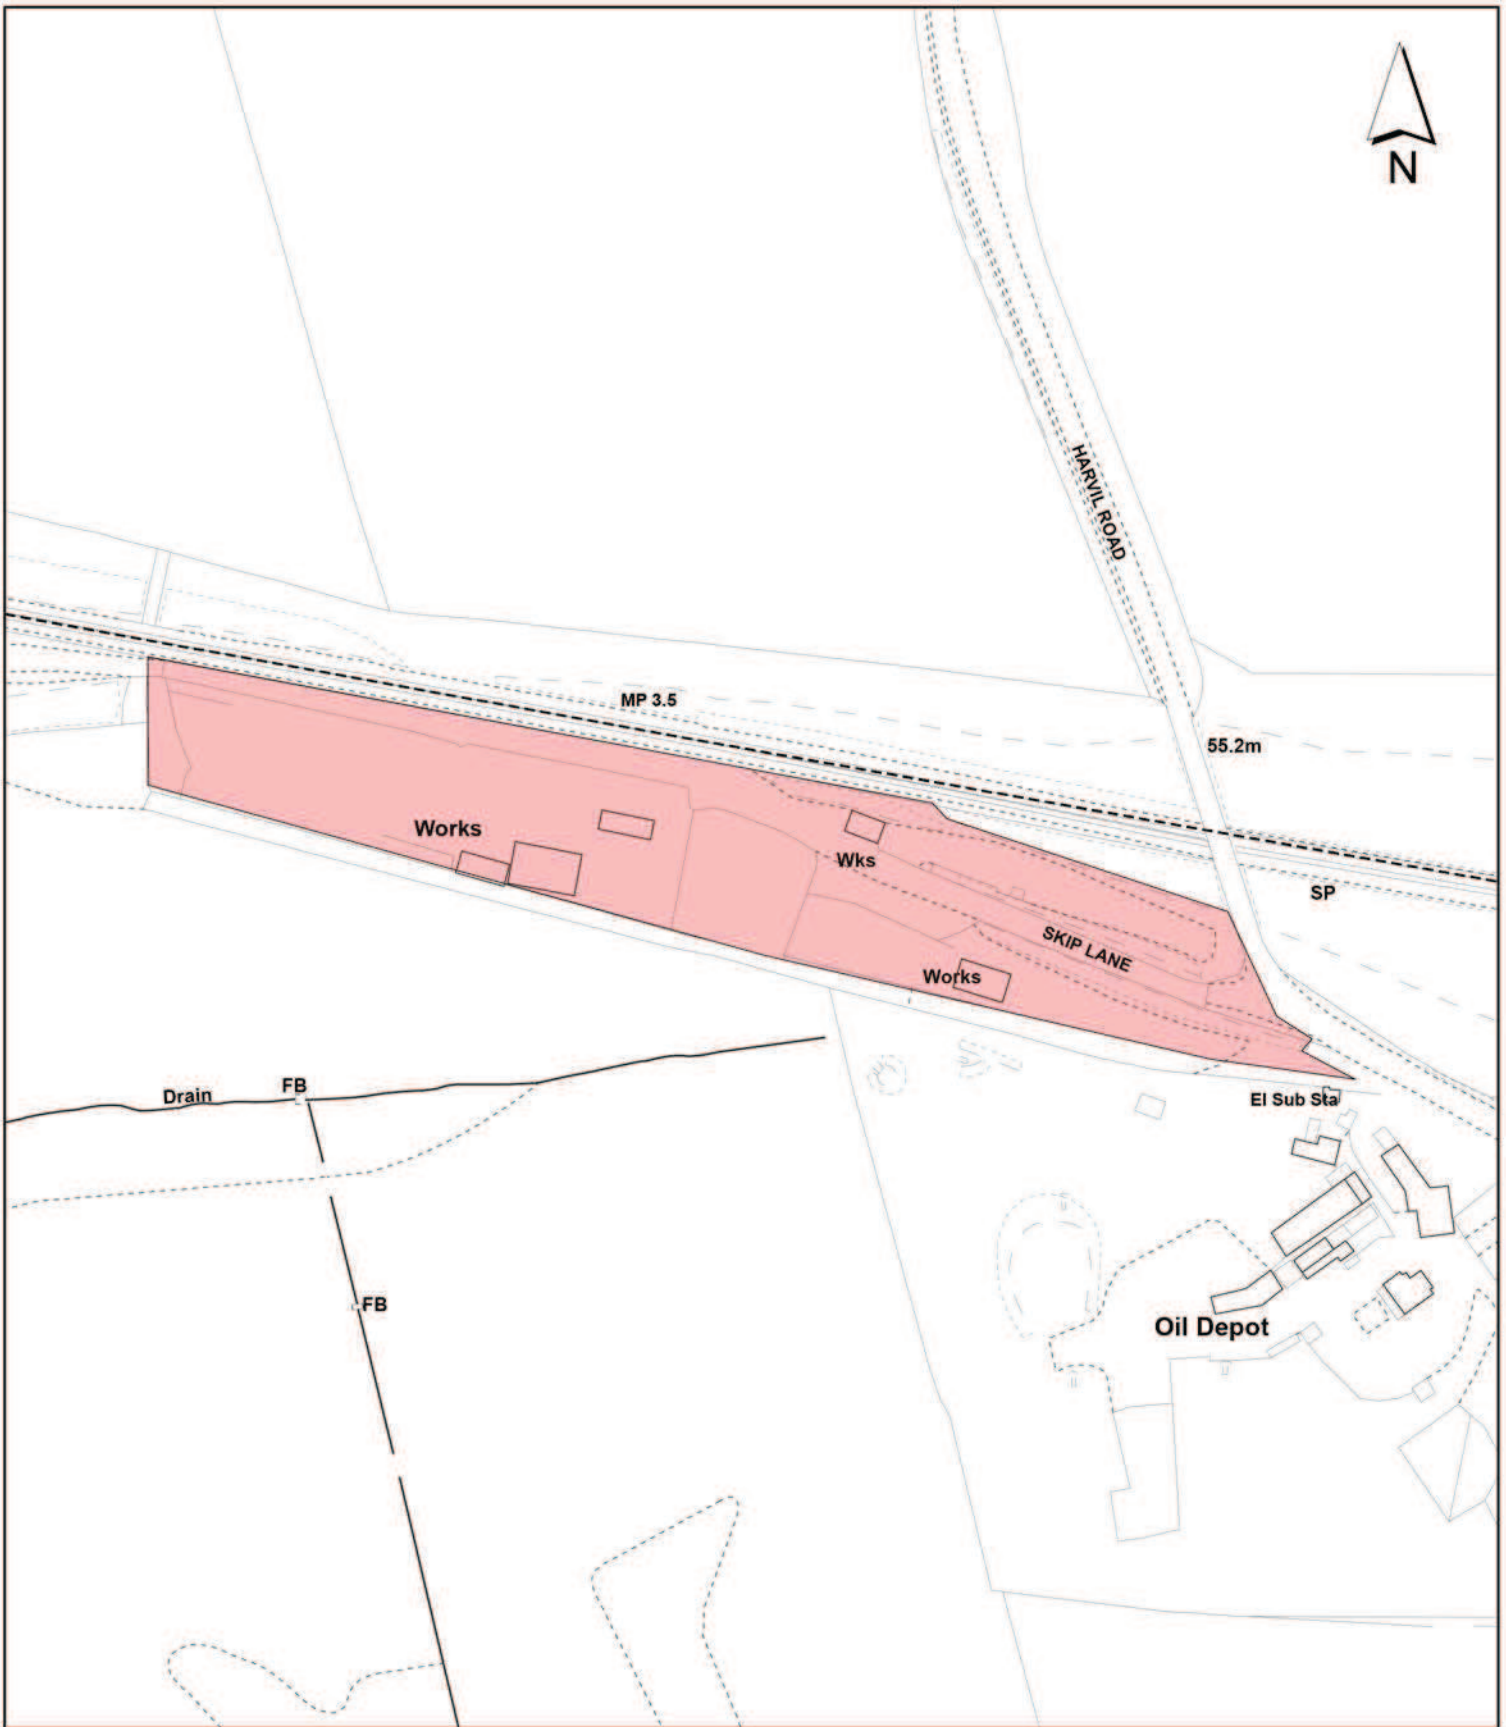 N
HARVIL ROAD
MP 3.5
55.2m
Works
Wks
SP
SKIP LANE
Works
Drain
FB
El Sub Sta
FB
Oil Depot